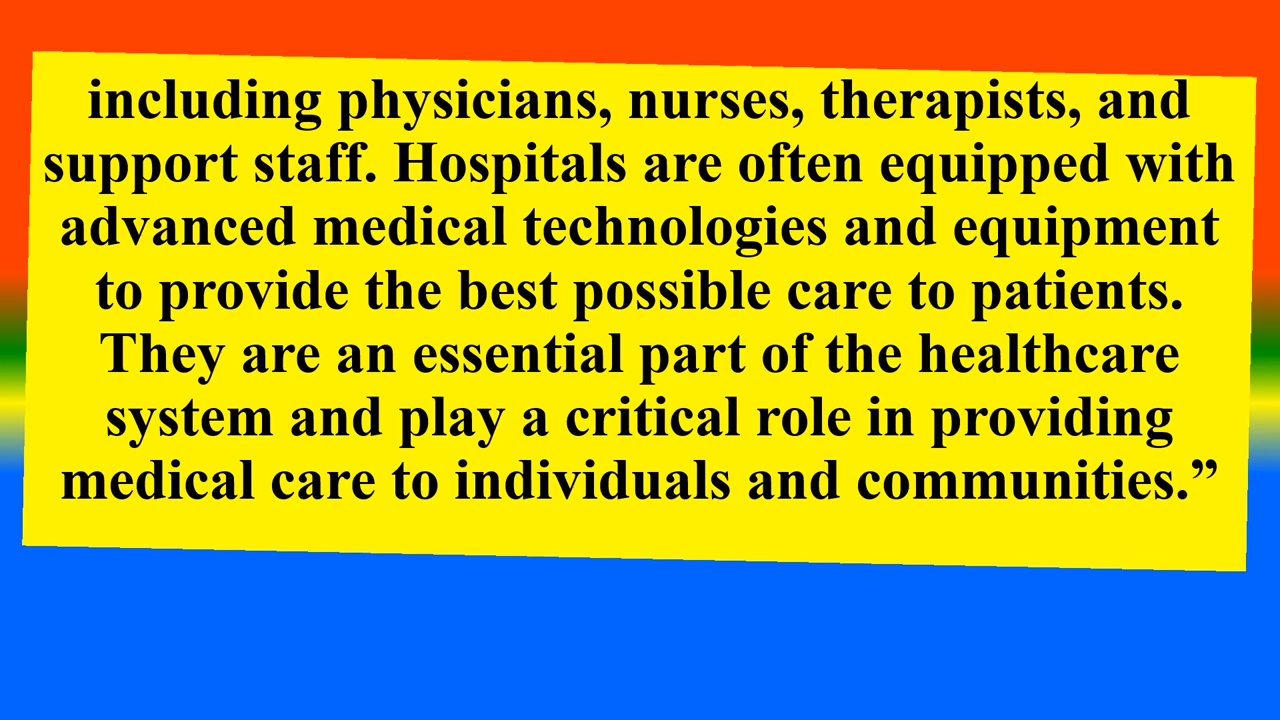 including physicians, nurses, therapists, and
support staff. Hospitals are often equipped with
advanced medical technologies and equipment
to provide the best possible care to patients.
They are an essential part of the healthcare
system and play a critical role in providing
medical care to individuals and communities.”